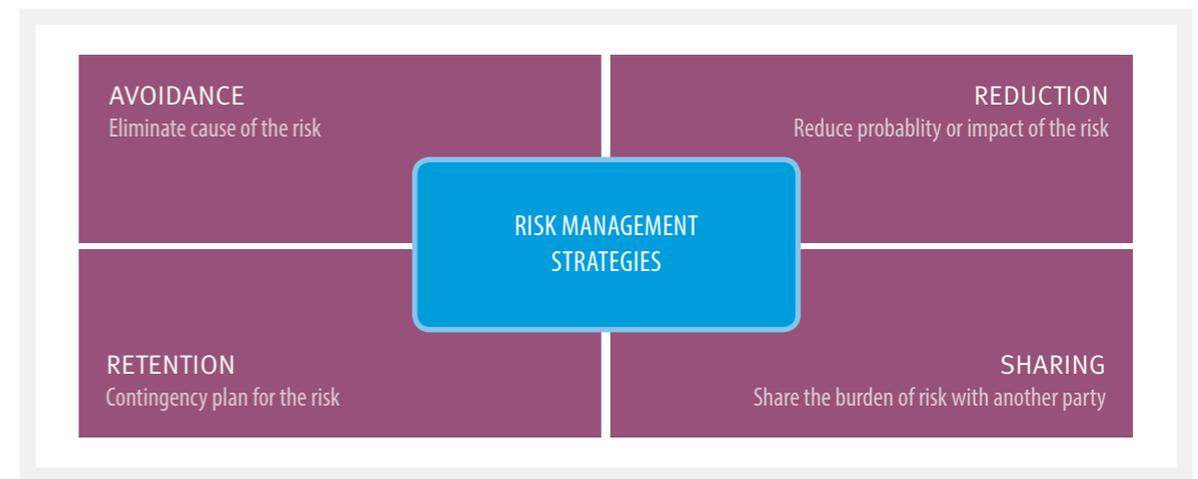 AVOIDANCE
Eliminate cause of the risk
REDUCTION
Reduce probablity or impact of the risk
RISK MANAGEMENT
STRATEGIES
RETENTION
Contingency plan for the risk
SHARING
Share the burden of risk with another party